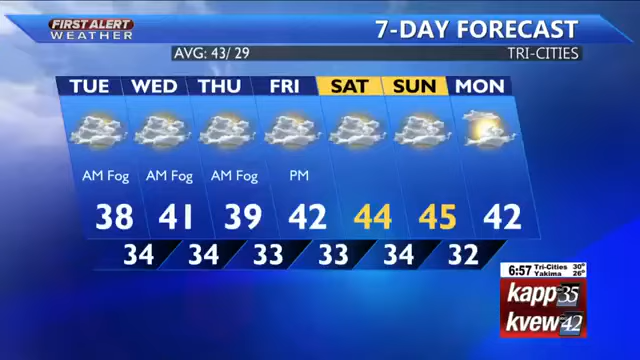 FIRST ALERT
WEATHER
7-DAY FORECAST
AVG: 43/ 29
TRI-CITIES
TUE WED THU FRI SAT SUN MON
AM Fog AM Fog AM Fog PM
38 41 39 42 44 45 42
34 34 33 33 34 32
6:57 Tri-Cities 30°
Yakima 26°
kapp 35
kvew 42